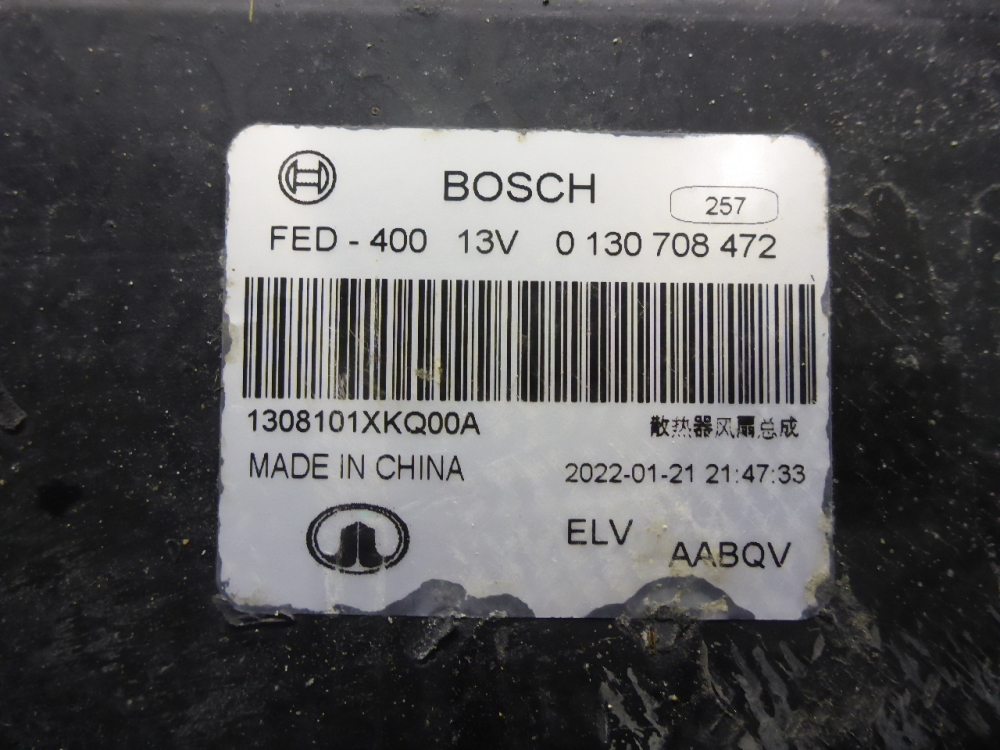 BOSCH
257
FED - 400 13V 0 130 708 472
1308101XKQ00A 散热器风扇总成
MADE IN CHINA 2022-01-21 21:47:33
ELV
AABQV